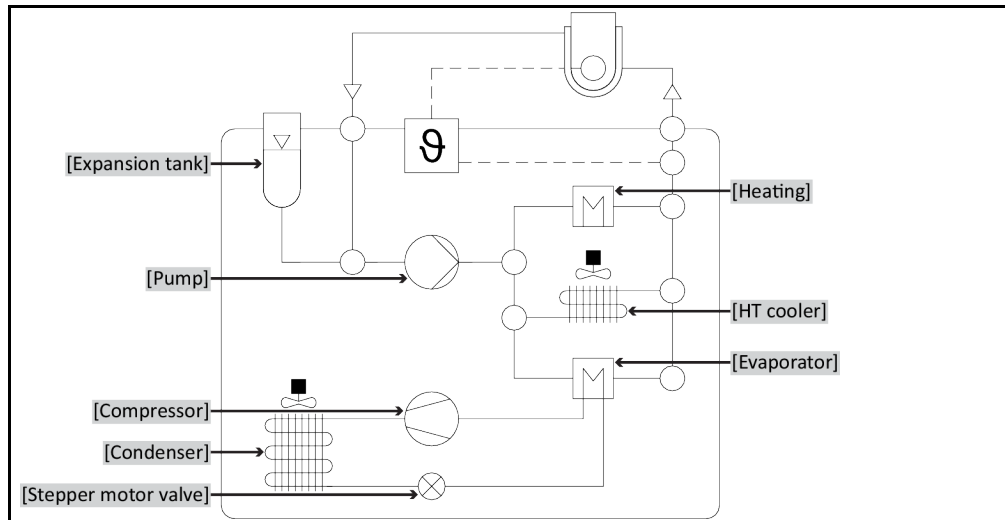 ϑ
[Expansion tank]
[Heating]
[Pump]
[HT cooler]
[Evaporator]
[Compressor]
[Condenser]
[Stepper motor valve]